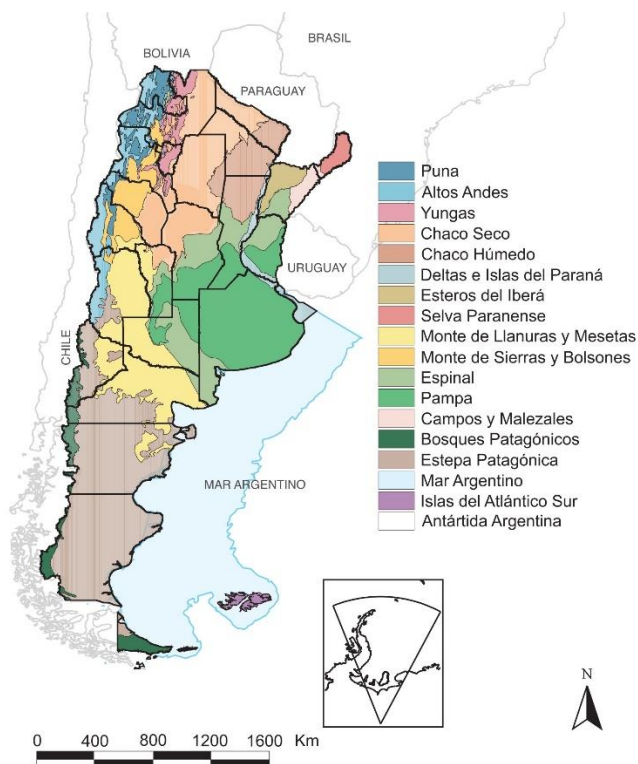 BRASIL
BOLIVIA
PARAGUAY
Puna
Altos Andes
Yungas
Chaco Seco
Chaco Húmedo
Deltas e Islas del Paraná
Esteros del Iberá
Selva Paranense
Monte de Llanuras y Mesetas
Monte de Sierras y Bolsones
Espinal
Pampa
Campos y Malezales
Bosques Patagónicos
Estepa Patagónica
Mar Argentino
Islas del Atlántico Sur
Antártida Argentina
URUGUAY
CHILE
MAR ARGENTINO
N
0 400 800 1200 1600 Km